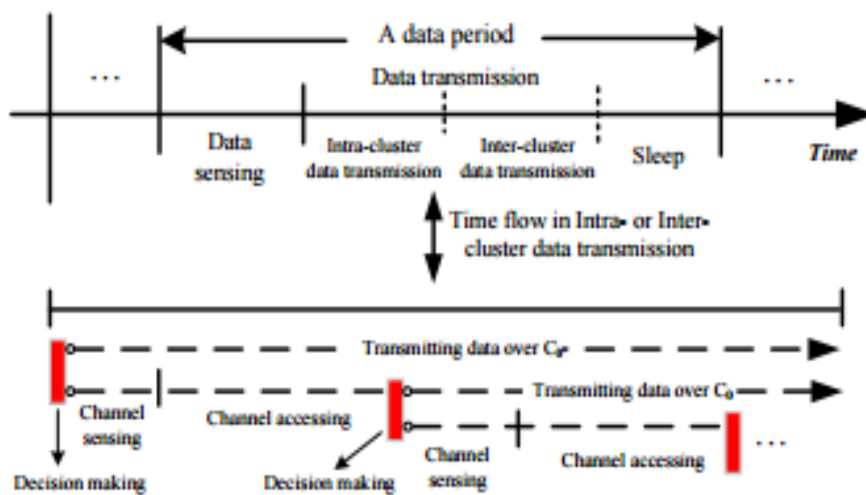 A data period
... Data transmission ...
Data sensing
Intra-cluster data transmission
Inter-cluster data transmission
Sleep
Time
Time flow in Intra- or Inter-
cluster data transmission
Transmitting data over C₀
Transmitting data over C₀
Channel sensing
Channel accessing
Channel sensing
Channel accessing
...
Decision making
Decision making